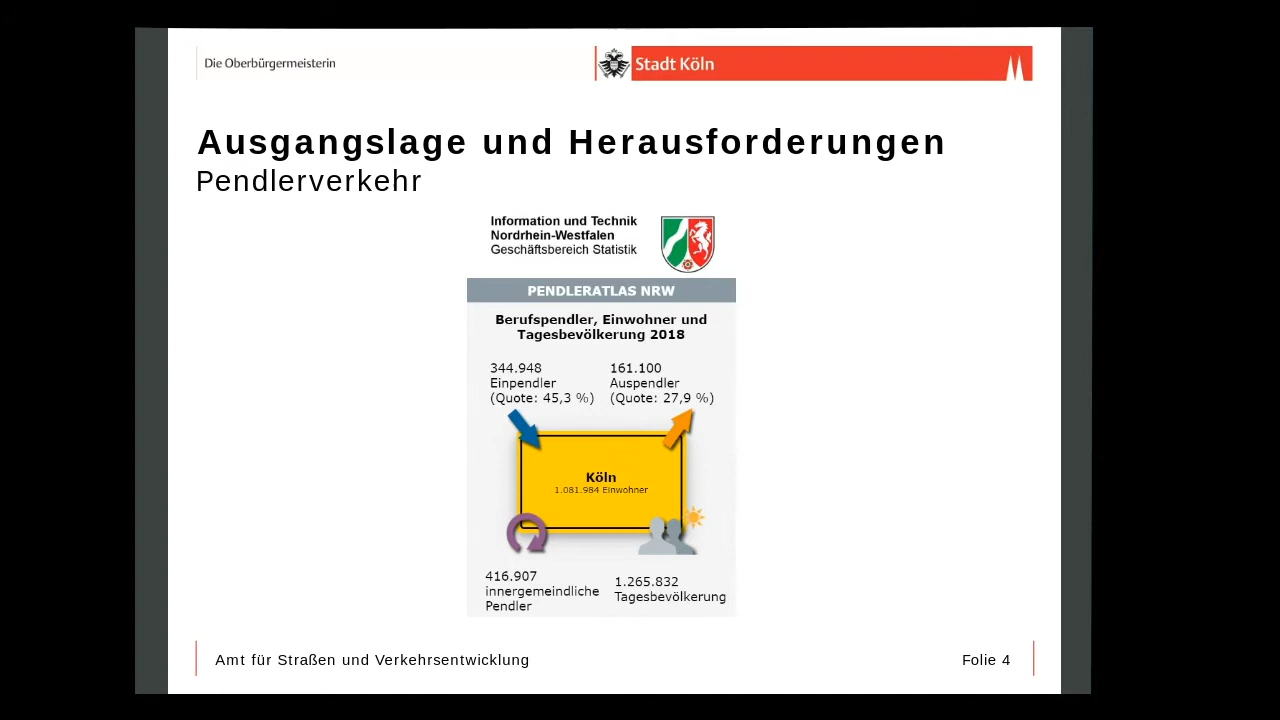 Die Oberbürgermeisterin
Stadt Köln
Ausgangslage und Herausforderungen
Pendlerverkehr
Information und Technik
Nordrhein-Westfalen
Geschäftsbereich Statistik
PENDLERATLAS NRW
Berufspendler, Einwohner und
Tagesbevölkerung 2018
344.948
Einpendler
(Quote: 45,3 %)
161.100
Auspendler
(Quote: 27,9 %)
Köln
1.081.984 Einwohner
416.907
innergemeindliche
Pendler
1.265.832
Tagesbevölkerung
Amt für Straßen und Verkehrsentwicklung
Folie 4